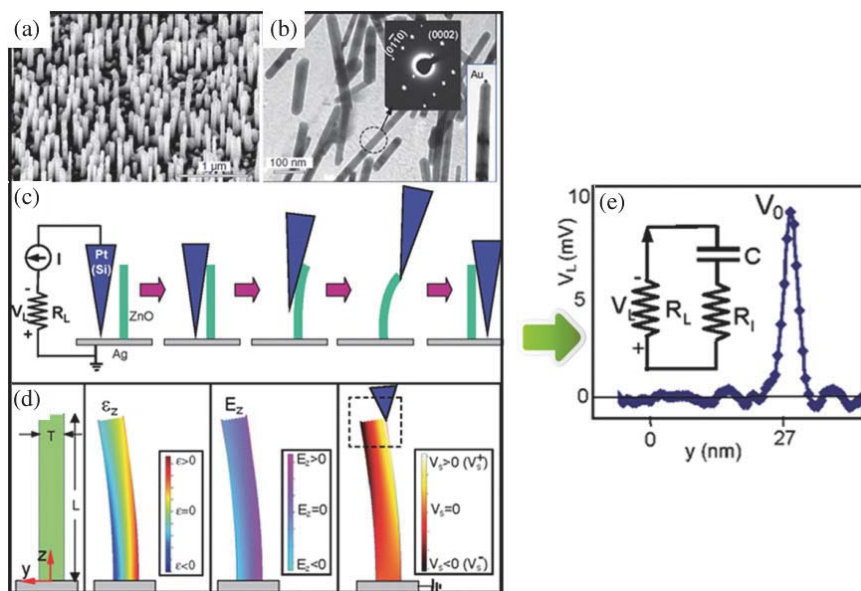 (a)
1 μm
(b)
(011̄0)
(0002)
Au
100 nm
(c)
I
V_L
-
+
R_L
Pt
(Si)
ZnO
Ag
(d)
T
L
z
y
ε_z
ε>0
ε=0
ε<0
E_z
E_z>0
E_z=0
E_z<0
V_s>0 (V_s^+)
V_s=0
V_s<0 (V_s^-)
(e)
10
5
0
V_L (mV)
V_0
C
-
V_L
+
R_L
R_I
0
27
y (nm)